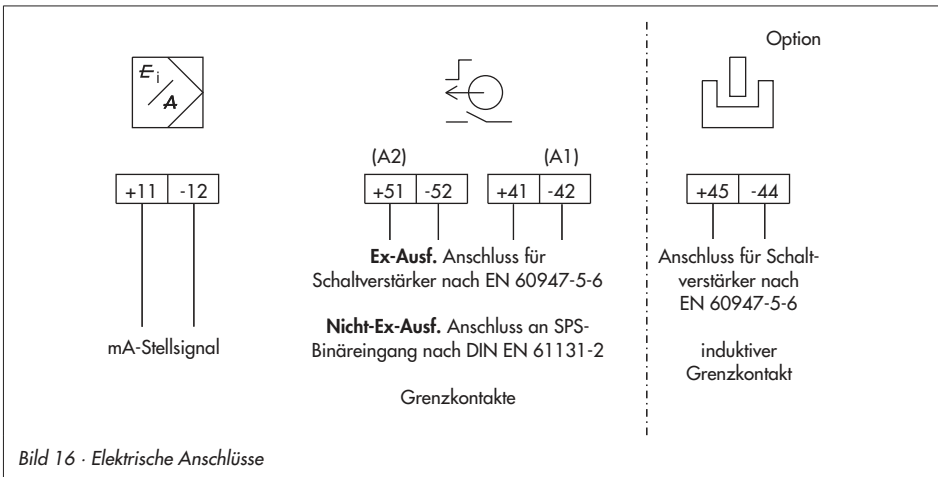 Option
E i / A
(A2) (A1)
+11 -12 +51 -52 +41 -42 +45 -44
Ex-Ausf. Anschluss für
Schaltverstärker nach EN 60947-5-6
Nicht-Ex-Ausf. Anschluss an SPS-
Binäreingang nach DIN EN 61131-2
Grenzkontakte
mA-Stellsignal
Anschluss für Schalt-
verstärker nach
EN 60947-5-6
induktiver
Grenzkontakt
Bild 16 · Elektrische Anschlüsse